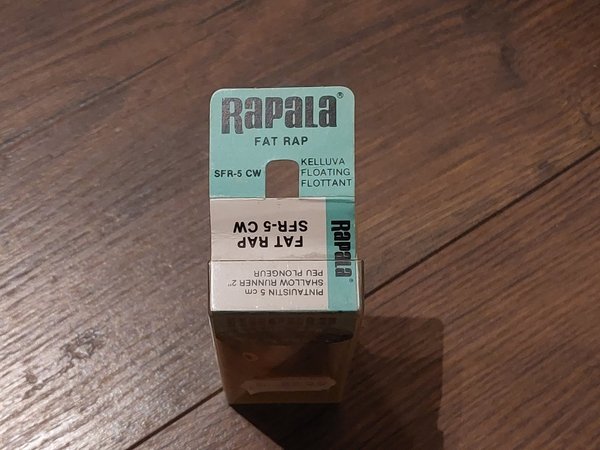 Rapala®
FAT RAP
SFR-5 CW
KELLUVA
FLOATING
FLOTTANT
FAT RAP
SFR-5 CW
Rapala®
PINTAUISTIN 5 cm
SHALLOW RUNNER 2"
PEU PLONGEUR